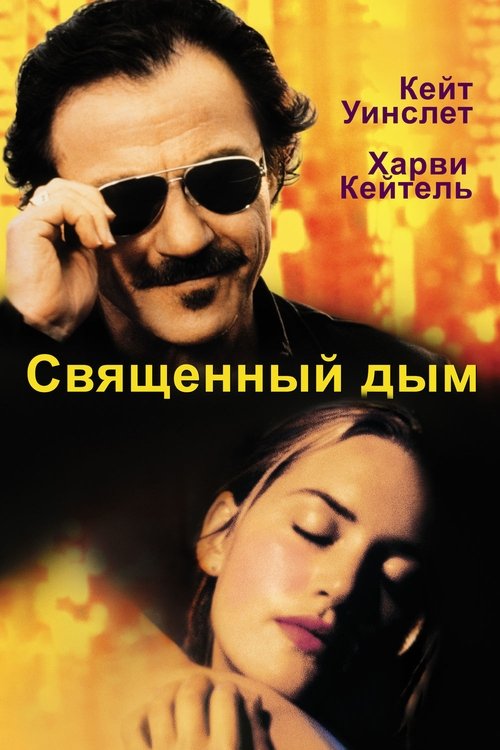 Кейт
Уинслет
Харви
Кейтель
Священный дым